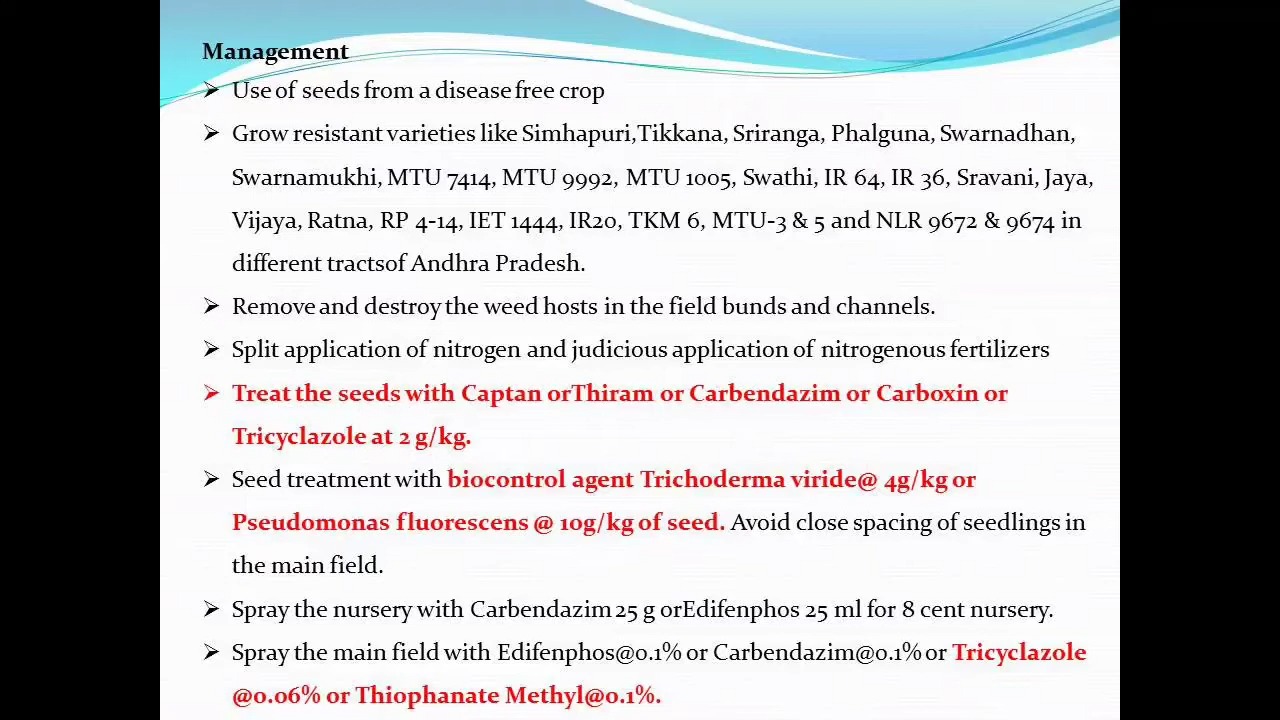 Management
➢ Use of seeds from a disease free crop
➢ Grow resistant varieties like Simhapuri,Tikkana, Sriranga, Phalguna, Swarnadhan,
Swarnamukhi, MTU 7414, MTU 9992, MTU 1005, Swathi, IR 64, IR 36, Sravani, Jaya,
Vijaya, Ratna, RP 4-14, IET 1444, IR20, TKM 6, MTU-3 & 5 and NLR 9672 & 9674 in
different tractsof Andhra Pradesh.
➢ Remove and destroy the weed hosts in the field bunds and channels.
➢ Split application of nitrogen and judicious application of nitrogenous fertilizers
➢ Treat the seeds with Captan orThiram or Carbendazim or Carboxin or
Tricyclazole at 2 g/kg.
➢ Seed treatment with biocontrol agent Trichoderma viride@ 4g/kg or
Pseudomonas fluorescens @ 10g/kg of seed. Avoid close spacing of seedlings in
the main field.
➢ Spray the nursery with Carbendazim 25 g orEdifenphos 25 ml for 8 cent nursery.
➢ Spray the main field with Edifenphos@0.1% or Carbendazim@0.1% or Tricyclazole
@0.06% or Thiophanate Methyl@0.1%.